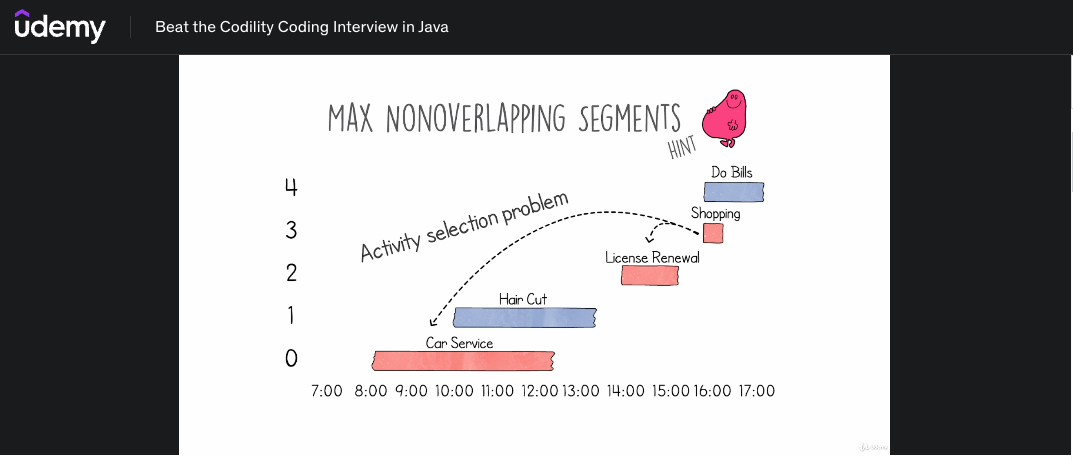 ûdemy
Beat the Codility Coding Interview in Java
MAX NONOVERLAPPING SEGMENTS
HINT
Do Bills
4
Activity selection problem
Shopping
3
License Renewal
2
Hair Cut
1
Car Service
0
7:00 8:00 9:00 10:00 11:00 12:00 13:00 14:00 15:00 16:00 17:00